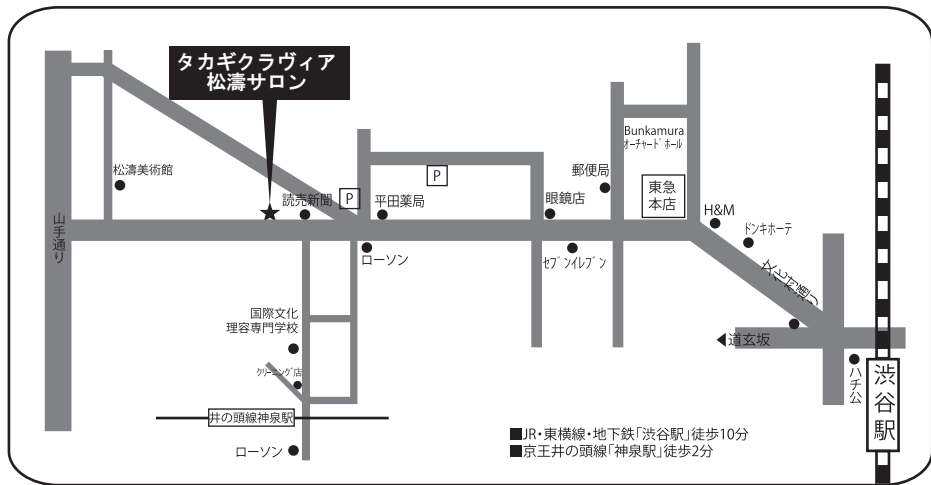 タカギクラヴィア
松濤サロン
松濤美術館
山手通り
読売新聞
P
平田薬局
P
ローソン
眼鏡店
セブンイレブン
郵便局
Bunkamura
オーチャードホール
東急
本店
H&M
ドンキホーテ
文化村通り
道玄坂
ハチ公
渋谷駅
国際文化
理容専門学校
クリーニング店
井の頭線神泉駅
ローソン
■JR・東横線・地下鉄「渋谷駅」徒歩10分
■京王井の頭線「神泉駅」徒歩2分